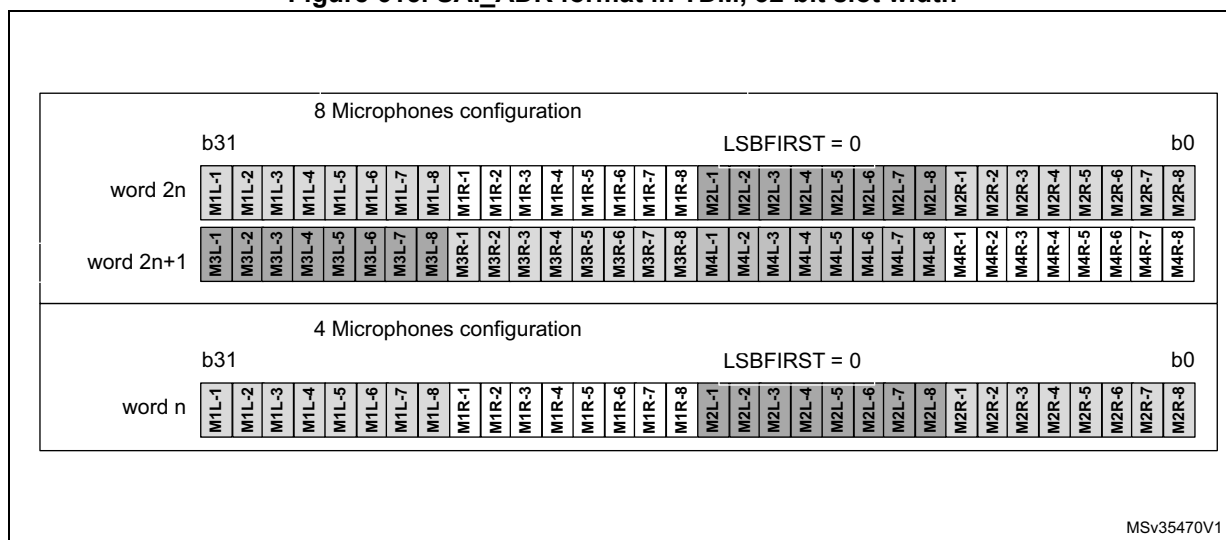 8 Microphones configuration
b31 LSBFIRST = 0 b0
word 2n M1L-1 M1L-2 M1L-3 M1L-4 M1L-5 M1L-6 M1L-7 M1L-8 M1R-1 M1R-2 M1R-3 M1R-4 M1R-5 M1R-6 M1R-7 M1R-8 M2L-1 M2L-2 M2L-3 M2L-4 M2L-5 M2L-6 M2L-7 M2L-8 M2R-1 M2R-2 M2R-3 M2R-4 M2R-5 M2R-6 M2R-7 M2R-8
word 2n+1 M3L-1 M3L-2 M3L-3 M3L-4 M3L-5 M3L-6 M3L-7 M3L-8 M3R-1 M3R-2 M3R-3 M3R-4 M3R-5 M3R-6 M3R-7 M3R-8 M4L-1 M4L-2 M4L-3 M4L-4 M4L-5 M4L-6 M4L-7 M4L-8 M4R-1 M4R-2 M4R-3 M4R-4 M4R-5 M4R-6 M4R-7 M4R-8
4 Microphones configuration
b31 LSBFIRST = 0 b0
word n M1L-1 M1L-2 M1L-3 M1L-4 M1L-5 M1L-6 M1L-7 M1L-8 M1R-1 M1R-2 M1R-3 M1R-4 M1R-5 M1R-6 M1R-7 M1R-8 M2L-1 M2L-2 M2L-3 M2L-4 M2L-5 M2L-6 M2L-7 M2L-8 M2R-1 M2R-2 M2R-3 M2R-4 M2R-5 M2R-6 M2R-7 M2R-8
MSv35470V1